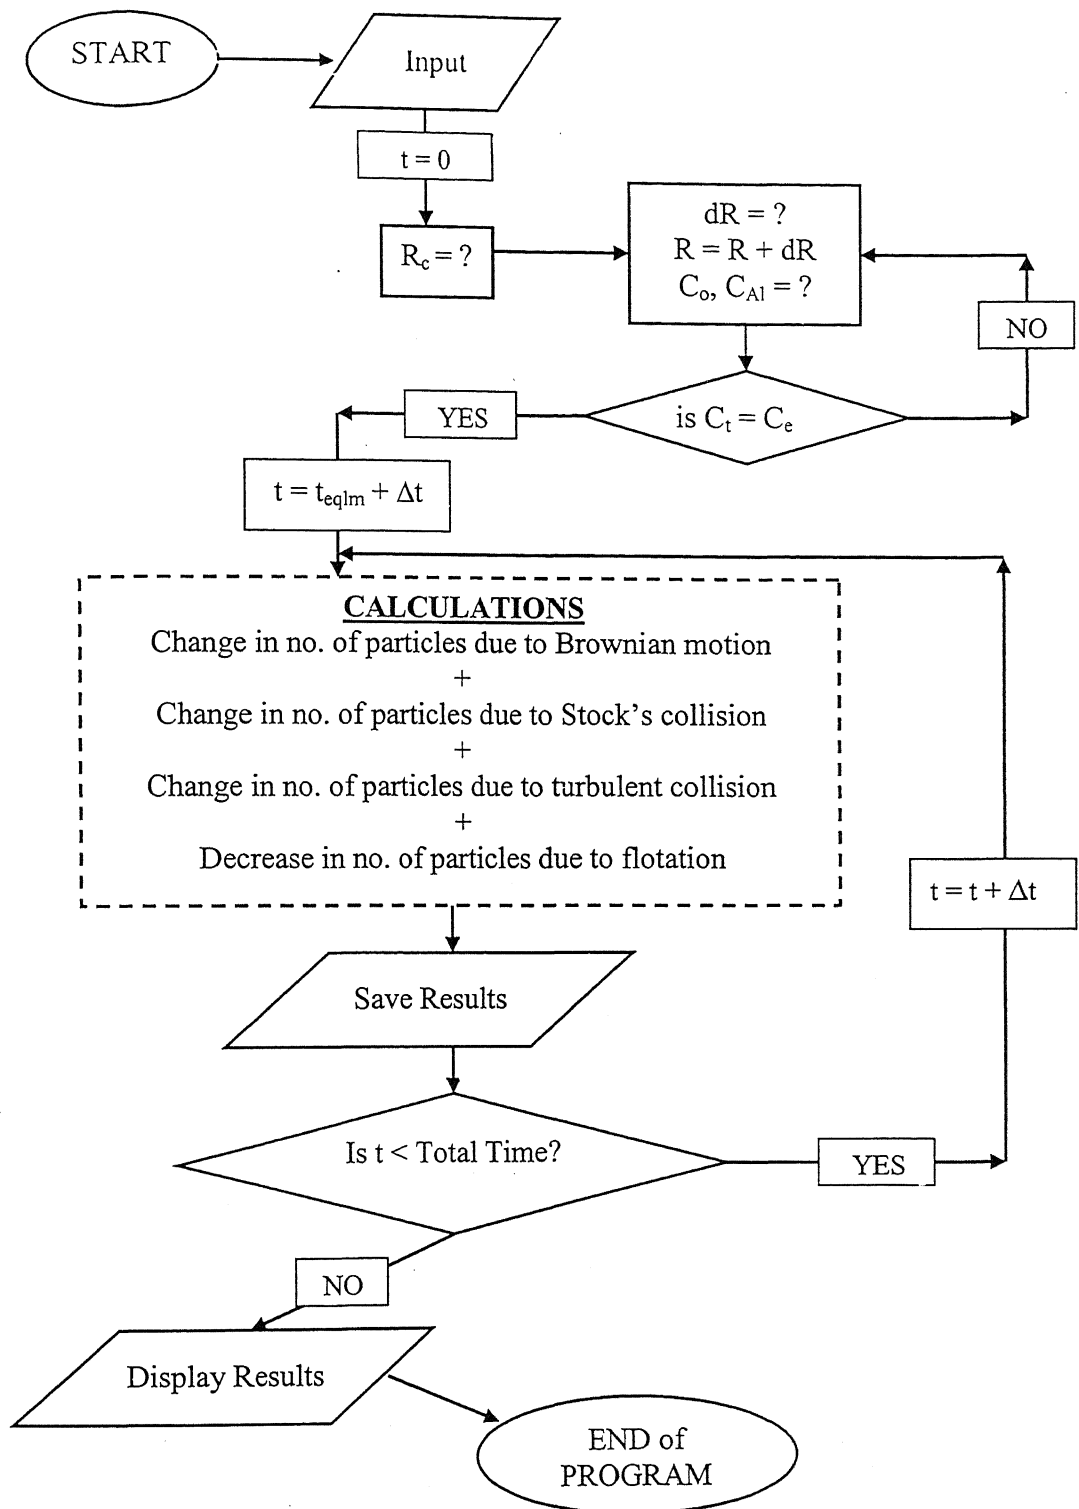 START
Input
t = 0
R_c = ?
dR = ?
R = R + dR
C_o, C_Al = ?
NO
is C_t = C_e
YES
t = t_eqlm + Δt
CALCULATIONS
Change in no. of particles due to Brownian motion
+
Change in no. of particles due to Stock's collision
+
Change in no. of particles due to turbulent collision
+
Decrease in no. of particles due to flotation
t = t + Δt
Save Results
Is t < Total Time?
YES
NO
Display Results
END of
PROGRAM